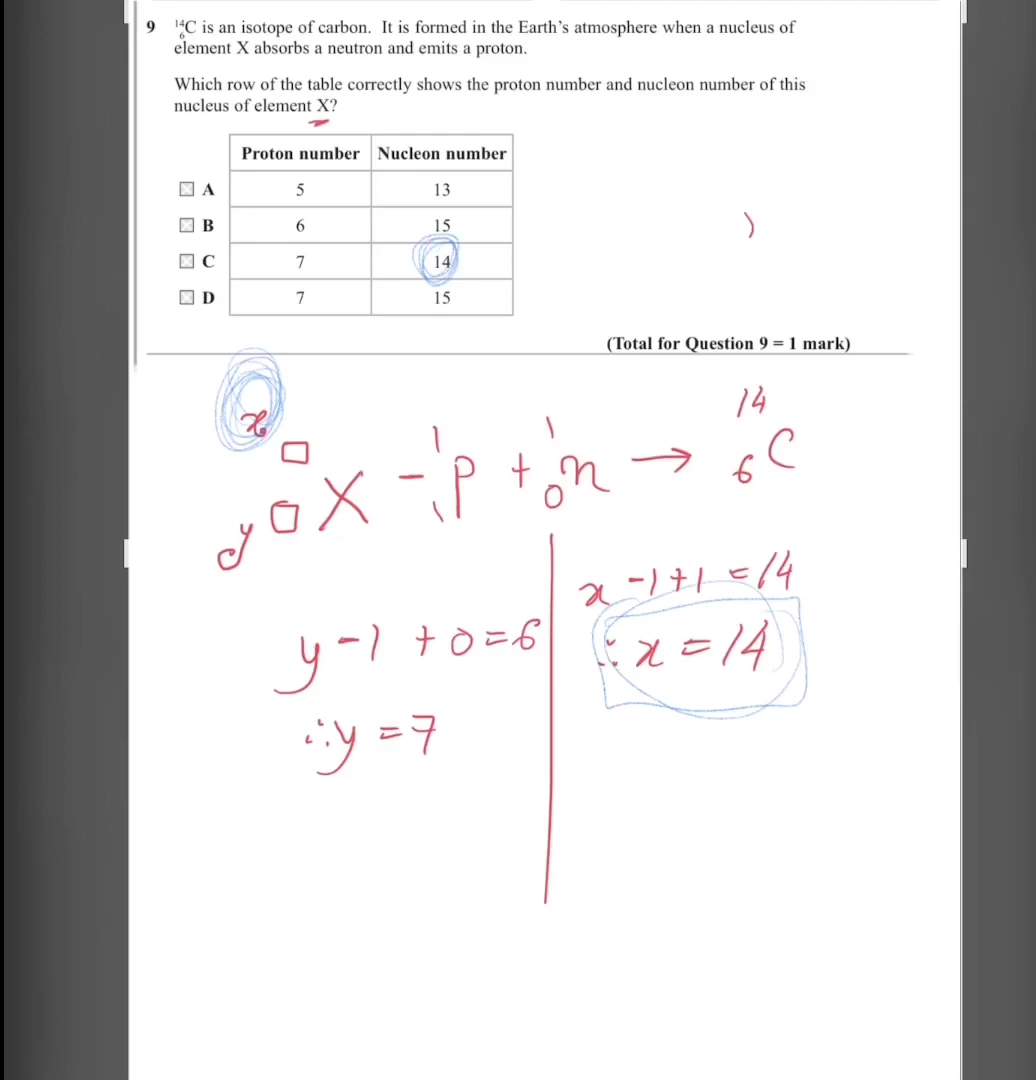 9 ¹⁴₆C is an isotope of carbon. It is formed in the Earth's atmosphere when a nucleus of
element X absorbs a neutron and emits a proton.
Which row of the table correctly shows the proton number and nucleon number of this
nucleus of element X?
Proton number Nucleon number
A 5 13
B 6 15
C 7 14
D 7 15
(Total for Question 9 = 1 mark)
x y □ □ X - ¹₁p + ¹₀n → ¹⁴₆C
x - 1 + 1 = 14
y - 1 + 0 = 6
∴ x = 14
∴ y = 7